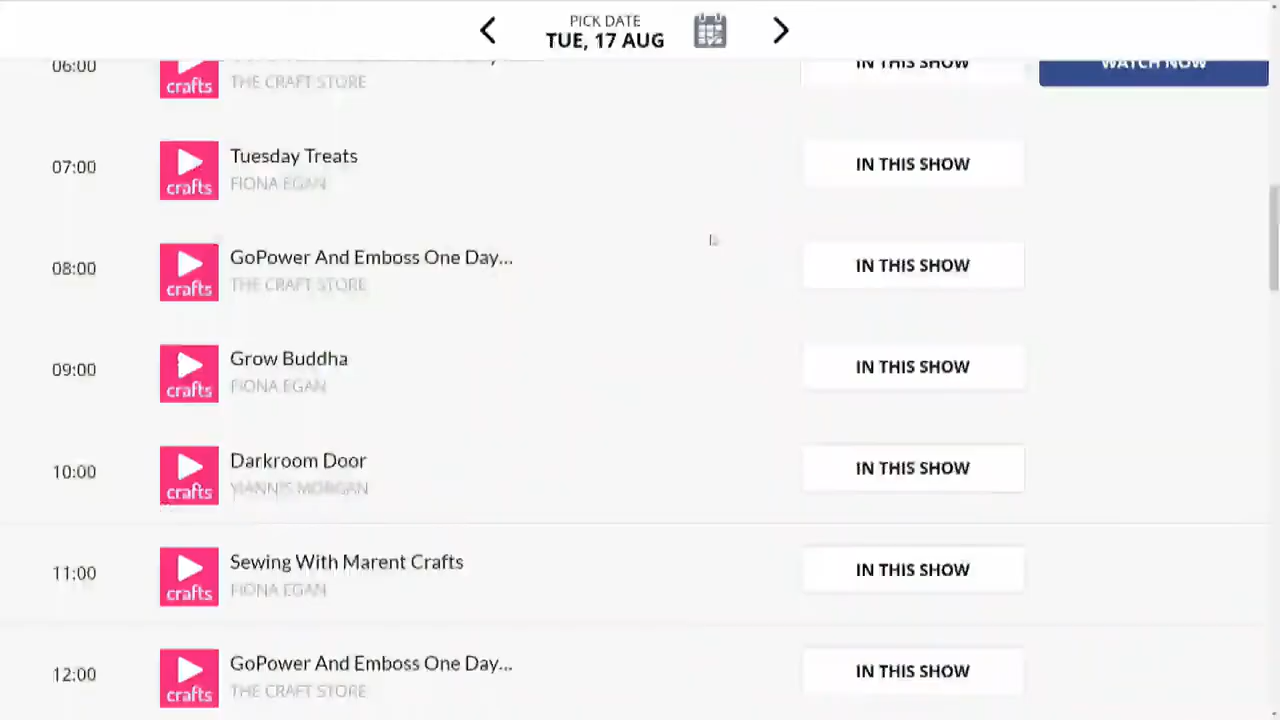 PICK DATE
TUE, 17 AUG
06:00
crafts
THE CRAFT STORE
IN THIS SHOW
WATCH NOW
07:00
crafts
Tuesday Treats
FIONA EGAN
IN THIS SHOW
08:00
crafts
GoPower And Emboss One Day...
THE CRAFT STORE
IN THIS SHOW
09:00
crafts
Grow Buddha
FIONA EGAN
IN THIS SHOW
10:00
crafts
Darkroom Door
YIANNIS MORGAN
IN THIS SHOW
11:00
crafts
Sewing With Marent Crafts
FIONA EGAN
IN THIS SHOW
12:00
crafts
GoPower And Emboss One Day...
THE CRAFT STORE
IN THIS SHOW